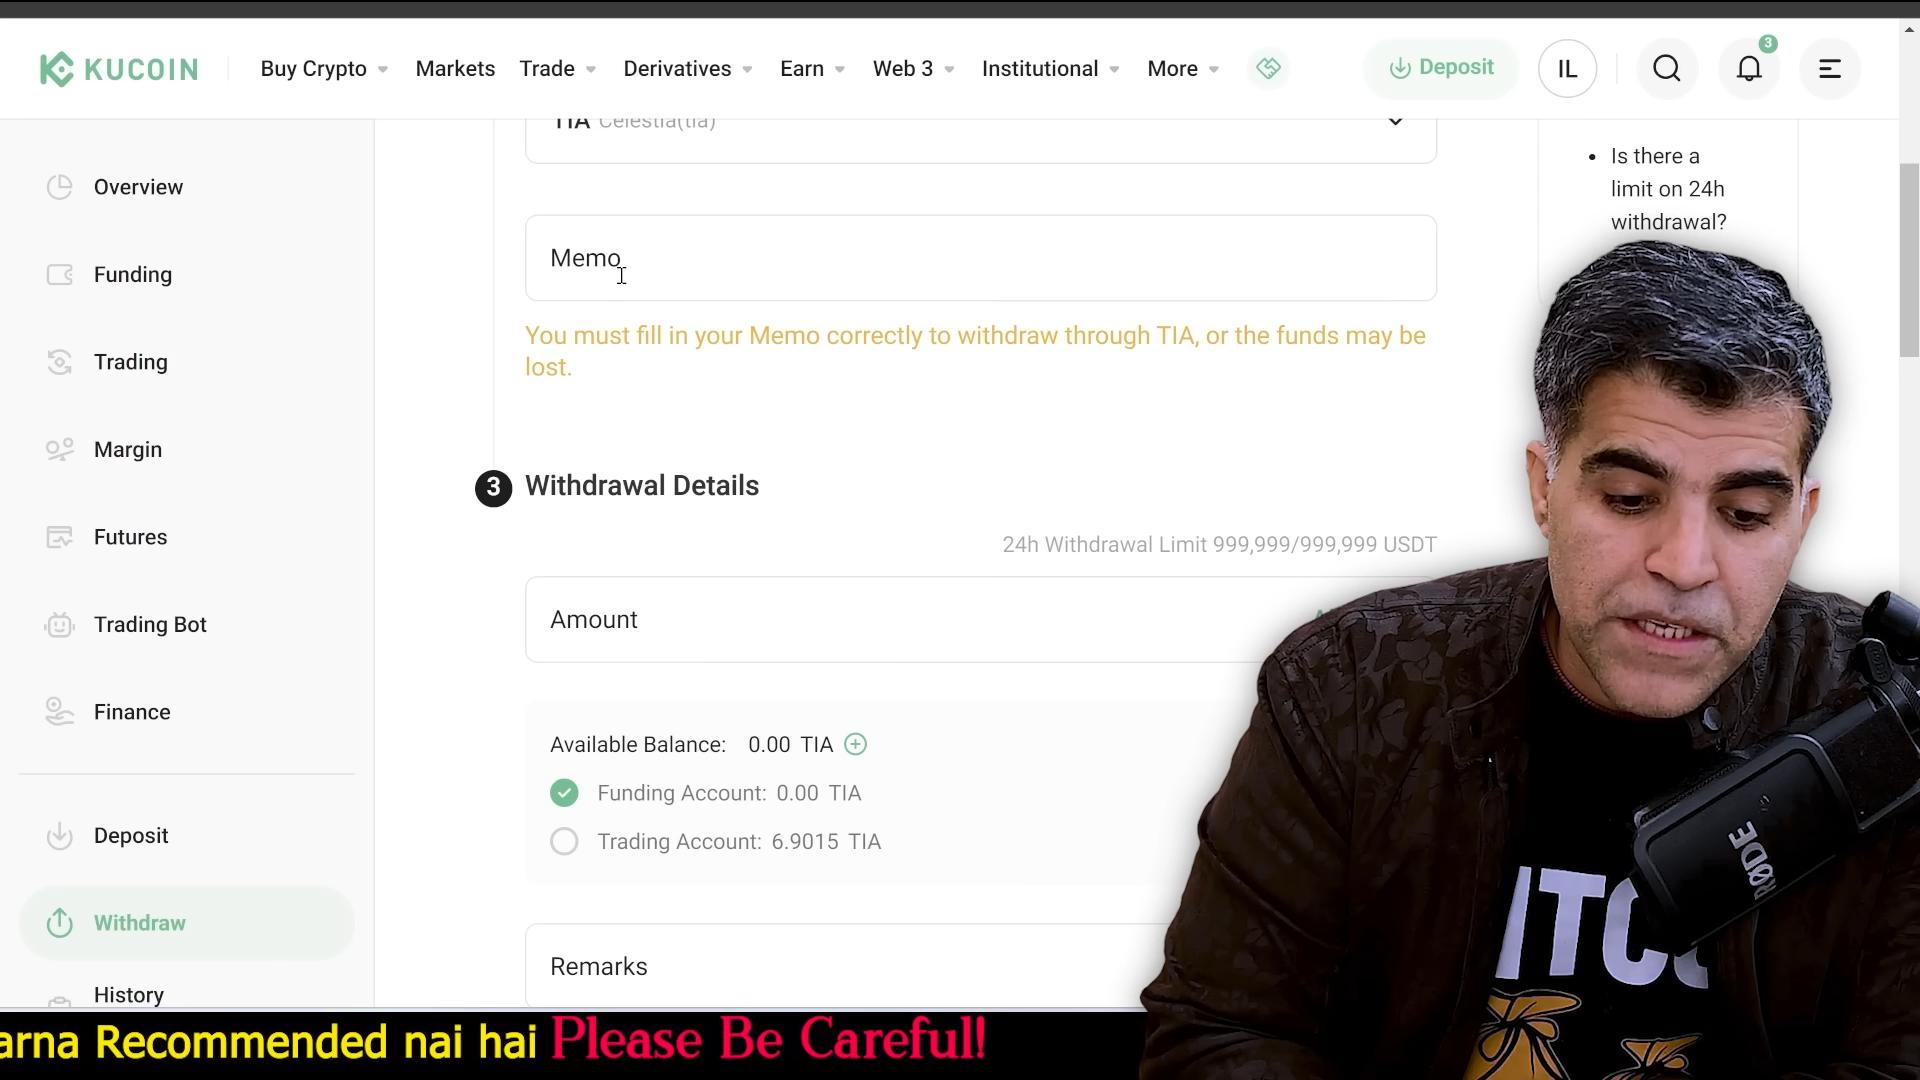 KUCOIN
Buy Crypto
Markets
Trade
Derivatives
Earn
Web 3
Institutional
More
Deposit
IL
3
Overview
Funding
Trading
Margin
Futures
Trading Bot
Finance
Deposit
Withdraw
History
TIA Celestia(tia)
Memo
You must fill in your Memo correctly to withdraw through TIA, or the funds may be
lost.
3 Withdrawal Details
24h Withdrawal Limit 999,999/999,999 USDT
Amount
Available Balance: 0.00 TIA
Funding Account: 0.00 TIA
Trading Account: 6.9015 TIA
Remarks
Is there a
limit on 24h
withdrawal?
RØDE
ITC
arna Recommended nai hai Please Be Careful!